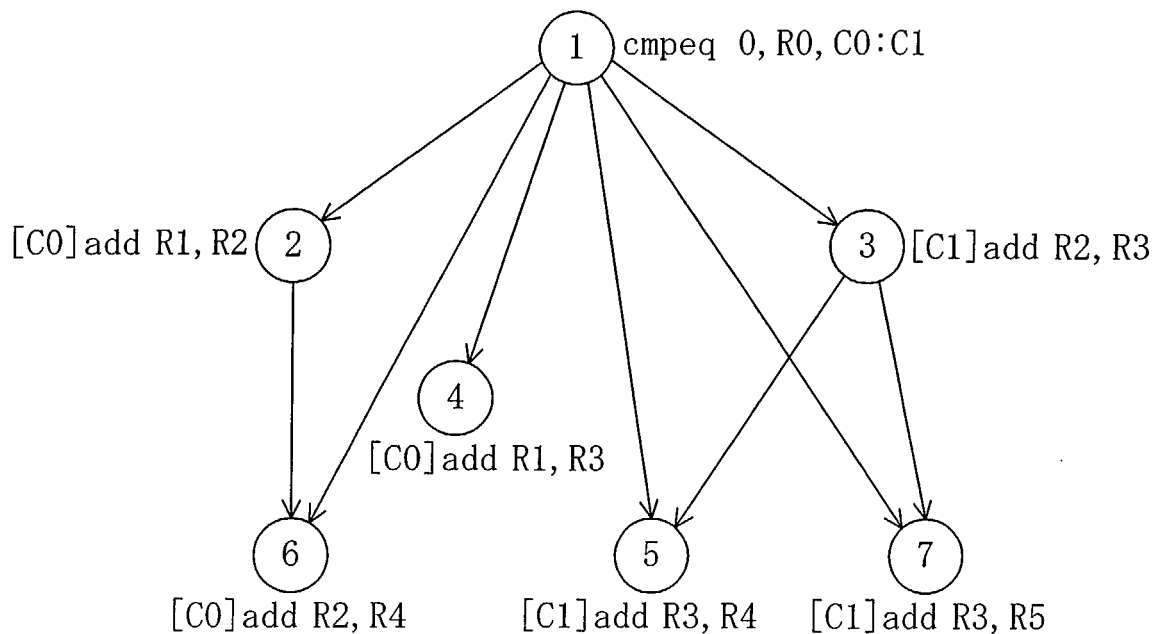 1 cmpeq 0, R0, C0:C1
[C0]add R1, R2 2
3 [C1]add R2, R3
4
[C0]add R1, R3
6
[C0]add R2, R4
5
[C1]add R3, R4
7
[C1]add R3, R5